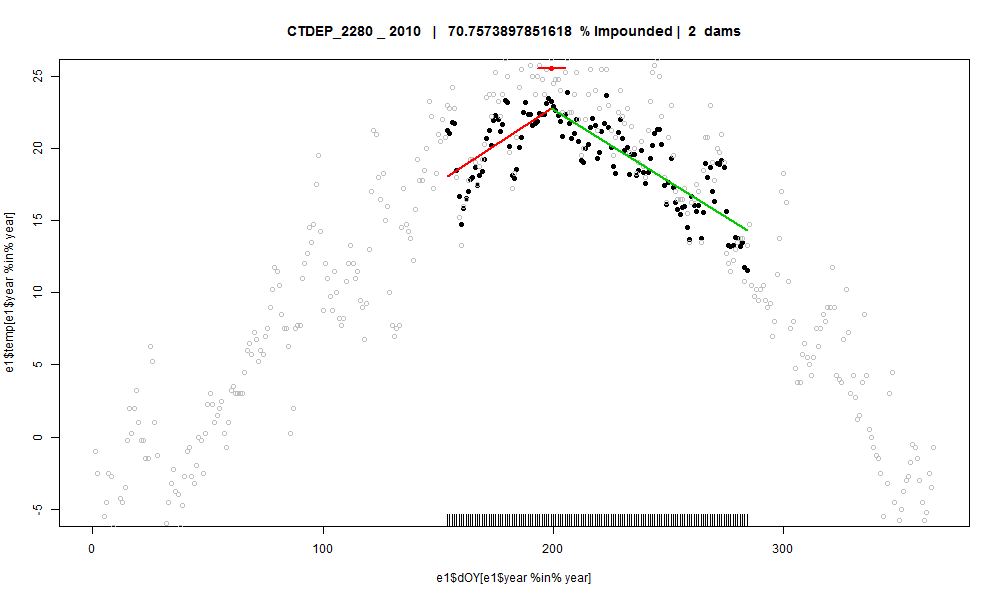 CTDEP_2280 _ 2010 | 70.7573897851618 % Impounded | 2 dams
e1$temp[e1$year %in% year]
25
20
15
10
5
0
-5
0 100 200 300
e1$dOY[e1$year %in% year]